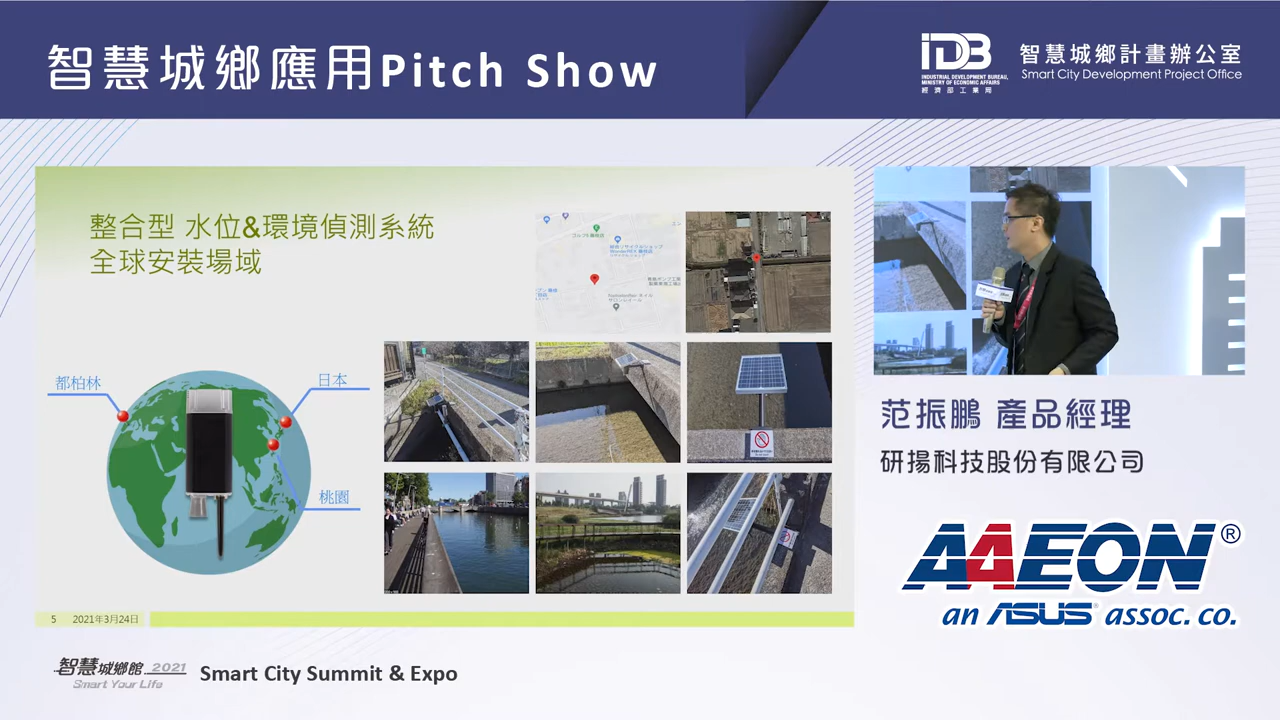 智慧城鄉應用Pitch Show
IDB
INDUSTRIAL DEVELOPMENT BUREAU,
MINISTRY OF ECONOMIC AFFAIRS
經濟部工業局
智慧城鄉計畫辦公室
Smart City Development Project Office
整合型 水位&環境偵測系統
全球安裝場域
都柏林
日本
桃園
5 2021年3月24日
范振鵬 產品經理
研揚科技股份有限公司
AAEON®
an ASUS assoc. co.
智慧城鄉館 2021
Smart Your Life
Smart City Summit & Expo